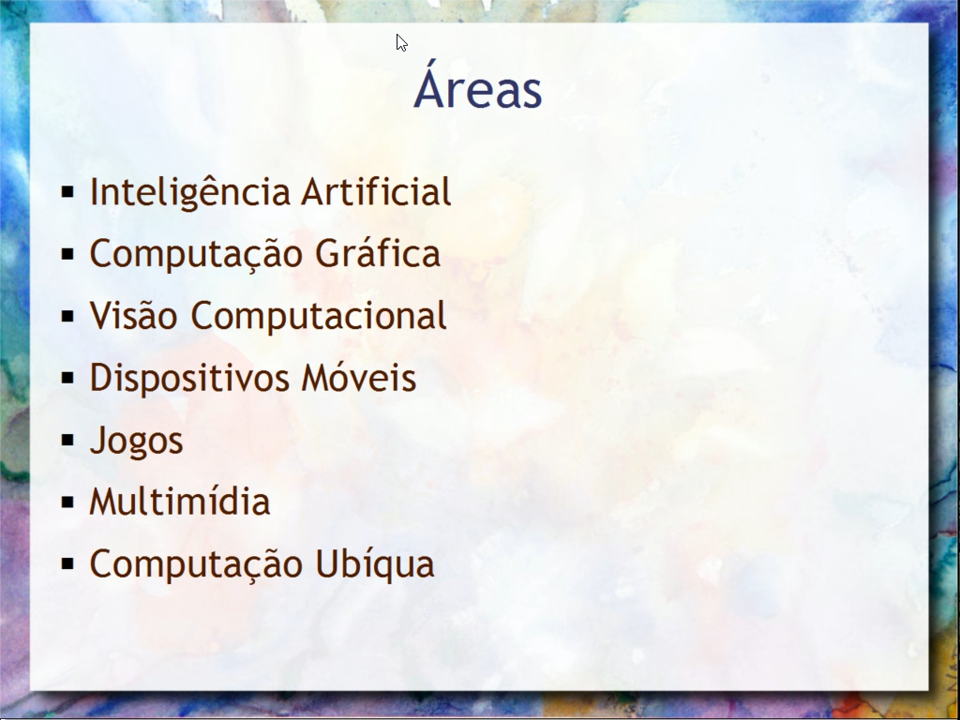 Áreas
Inteligência Artificial
Computação Gráfica
Visão Computacional
Dispositivos Móveis
Jogos
Multimídia
Computação Ubíqua